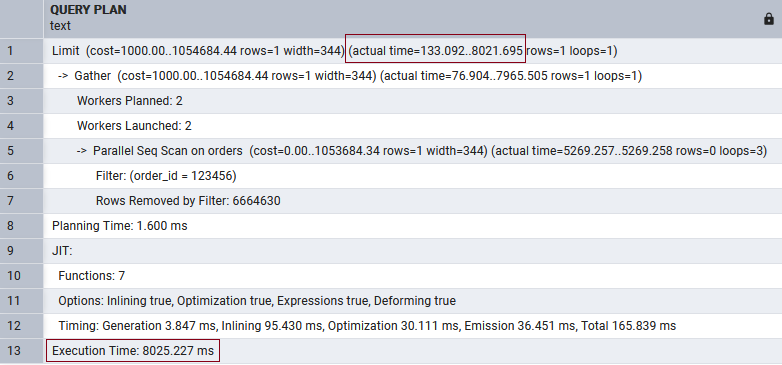 QUERY PLAN
text
1 Limit (cost=1000.00..1054684.44 rows=1 width=344) (actual time=133.092..8021.695 rows=1 loops=1)
2 -> Gather (cost=1000.00..1054684.44 rows=1 width=344) (actual time=76.904..7965.505 rows=1 loops=1)
3 Workers Planned: 2
4 Workers Launched: 2
5 -> Parallel Seq Scan on orders (cost=0.00..1053684.34 rows=1 width=344) (actual time=5269.257..5269.258 rows=0 loops=3)
6 Filter: (order_id = 123456)
7 Rows Removed by Filter: 6664630
8 Planning Time: 1.600 ms
9 JIT:
10 Functions: 7
11 Options: Inlining true, Optimization true, Expressions true, Deforming true
12 Timing: Generation 3.847 ms, Inlining 95.430 ms, Optimization 30.111 ms, Emission 36.451 ms, Total 165.839 ms
13 Execution Time: 8025.227 ms